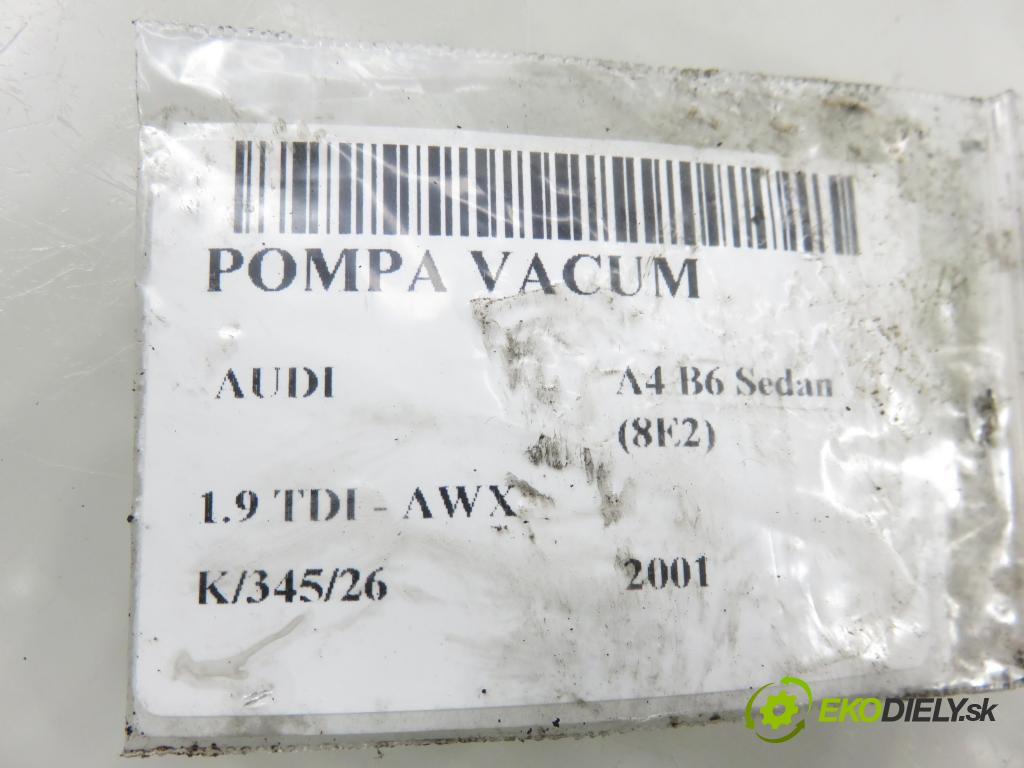 POMPA VACUM
AUDI
A4 B6 Sedan
(8E2)
1.9 TDI - AWX
K/345/26
2001
EKODIELY.sk